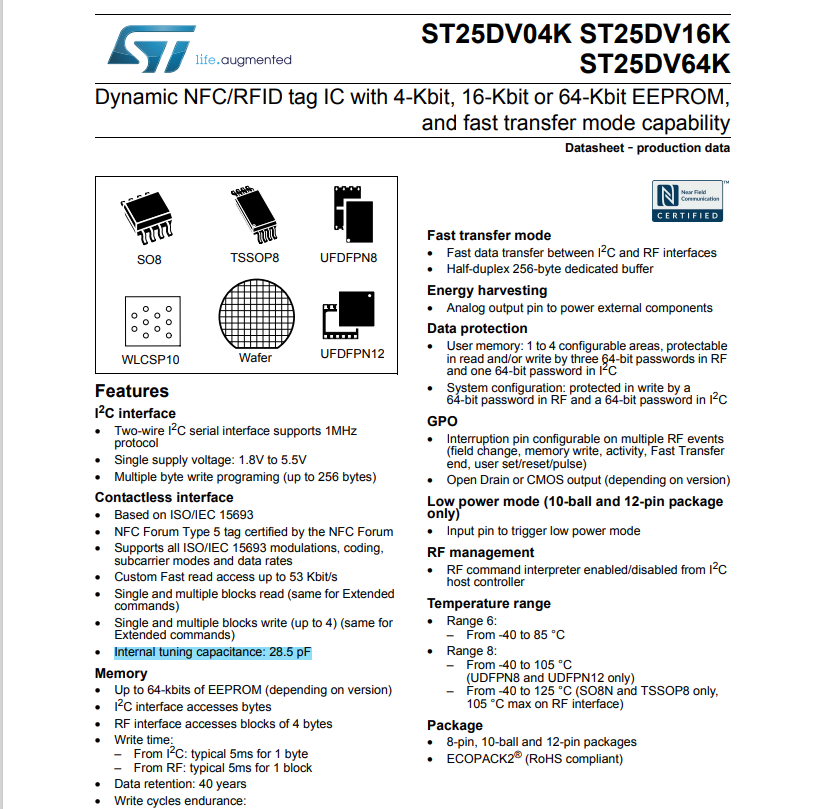 life.augmented
ST25DV04K ST25DV16K
ST25DV64K
Dynamic NFC/RFID tag IC with 4-Kbit, 16-Kbit or 64-Kbit EEPROM,
and fast transfer mode capability
Datasheet - production data
SO8
TSSOP8
UFDFPN8
WLCSP10
Wafer
UFDFPN12
Features
I2C interface
• Two-wire I2C serial interface supports 1MHz
protocol
• Single supply voltage: 1.8V to 5.5V
• Multiple byte write programing (up to 256 bytes)
Contactless interface
• Based on ISO/IEC 15693
• NFC Forum Type 5 tag certified by the NFC Forum
• Supports all ISO/IEC 15693 modulations, coding,
subcarrier modes and data rates
• Custom Fast read access up to 53 Kbit/s
• Single and multiple blocks read (same for Extended
commands)
• Single and multiple blocks write (up to 4) (same for
Extended commands)
• Internal tuning capacitance: 28.5 pF
Memory
• Up to 64-kbits of EEPROM (depending on version)
• I2C interface accesses bytes
• RF interface accesses blocks of 4 bytes
• Write time:
– From I2C: typical 5ms for 1 byte
– From RF: typical 5ms for 1 block
• Data retention: 40 years
• Write cycles endurance:
Near Field
Communication
CERTIFIED
TM
Fast transfer mode
• Fast data transfer between I2C and RF interfaces
• Half-duplex 256-byte dedicated buffer
Energy harvesting
• Analog output pin to power external components
Data protection
• User memory: 1 to 4 configurable areas, protectable
in read and/or write by three 64-bit passwords in RF
and one 64-bit password in I2C
• System configuration: protected in write by a
64-bit password in RF and a 64-bit password in I2C
GPO
• Interruption pin configurable on multiple RF events
(field change, memory write, activity, Fast Transfer
end, user set/reset/pulse)
• Open Drain or CMOS output (depending on version)
Low power mode (10-ball and 12-pin package
only)
• Input pin to trigger low power mode
RF management
• RF command interpreter enabled/disabled from I2C
host controller
Temperature range
• Range 6:
– From -40 to 85 °C
• Range 8:
– From -40 to 105 °C
(UDFPN8 and UFDFPN12 only)
– From -40 to 125 °C (SO8N and TSSOP8 only,
105 °C max on RF interface)
Package
• 8-pin, 10-ball and 12-pin packages
• ECOPACK2® (RoHS compliant)